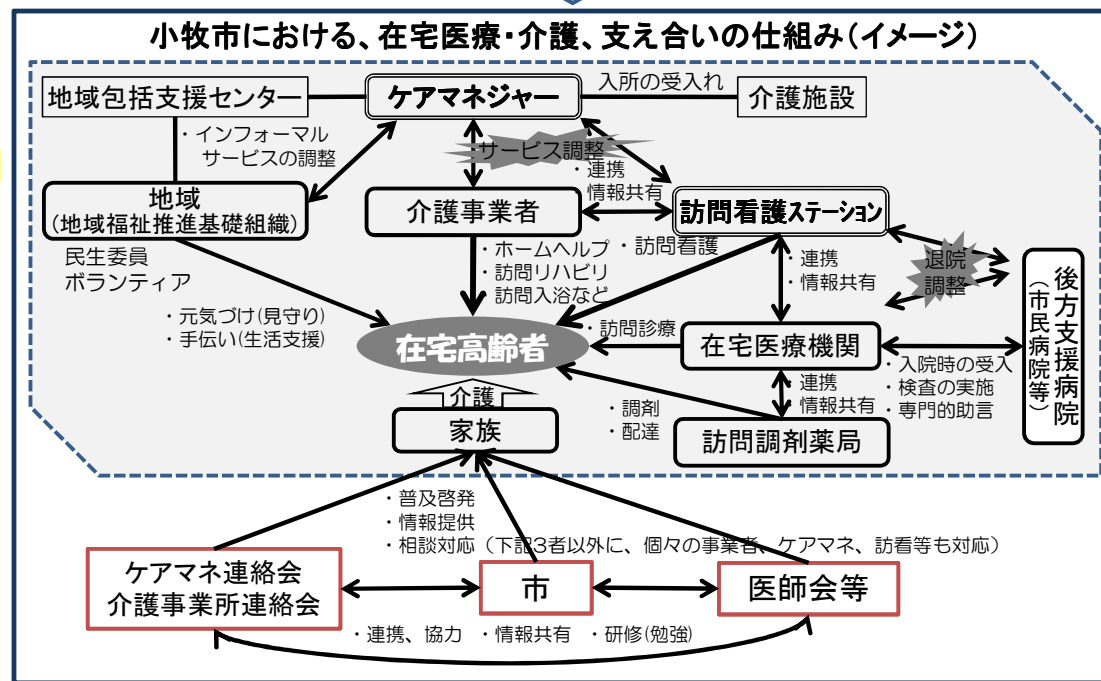 小牧市における、在宅医療・介護、支え合いの仕組み(イメージ)
地域包括支援センター
ケアマネジャー
入所の受入れ
介護施設
・インフォーマル
サービスの調整
サービス調整
・連携
情報共有
地域
(地域福祉推進基礎組織)
介護事業者
訪問看護ステーション
民生委員
ボランティア
・ホームヘルプ
・訪問リハビリ
・訪問入浴など
・訪問看護
・連携
・情報共有
退院
調整
後方支援病院
(市民病院等)
・元気づけ(見守り)
・手伝い(生活支援)
在宅高齢者
・訪問診療
在宅医療機関
・入院時の受入
・検査の実施
・専門的助言
介護
家族
・調剤
・配達
・連携
情報共有
訪問調剤薬局
・普及啓発
・情報提供
・相談対応(下記3者以外に、個々の事業者、ケアマネ、訪看等も対応)
ケアマネ連絡会
介護事業所連絡会
市
医師会等
・連携、協力 ・情報共有 ・研修(勉強)